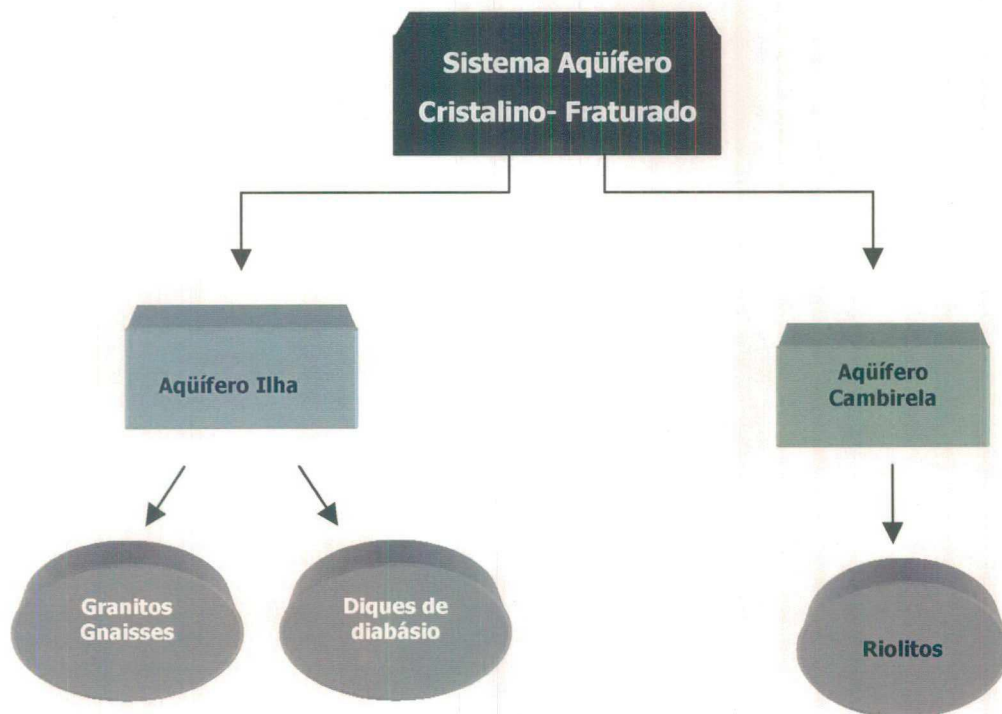 Sistema Aqüífero
Cristalino- Fraturado
Aqüífero Ilha
Aqüífero
Cambirela
Granitos
Gnaisses
Diques de
diabásio
Riolitos